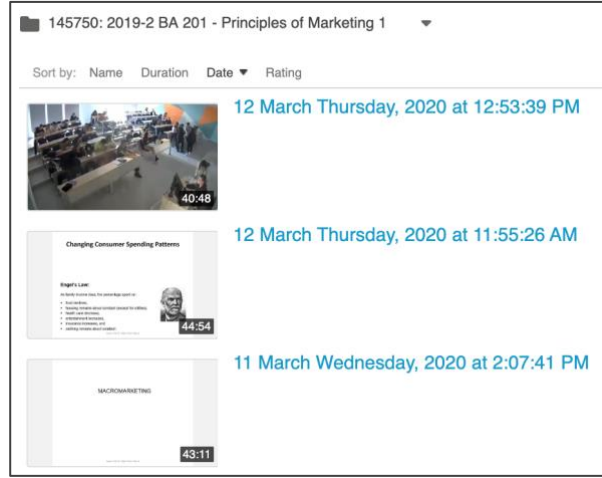 145750: 2019-2 BA 201 - Principles of Marketing 1
Sort by: Name Duration Date ▼ Rating
12 March Thursday, 2020 at 12:53:39 PM
40:48
12 March Thursday, 2020 at 11:55:26 AM
Changing Consumer Spending Patterns
Engel's Law:
44:54
11 March Wednesday, 2020 at 2:07:41 PM
MACROMARKETING
43:11